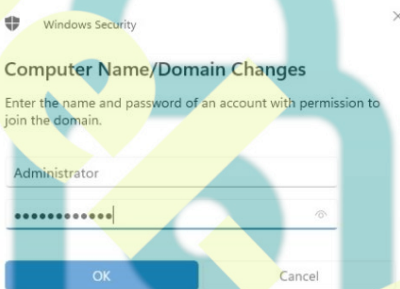 Windows Security
Computer Name/Domain Changes
Enter the name and password of an account with permission to
join the domain.
Administrator
••••••••••••
OK
Cancel